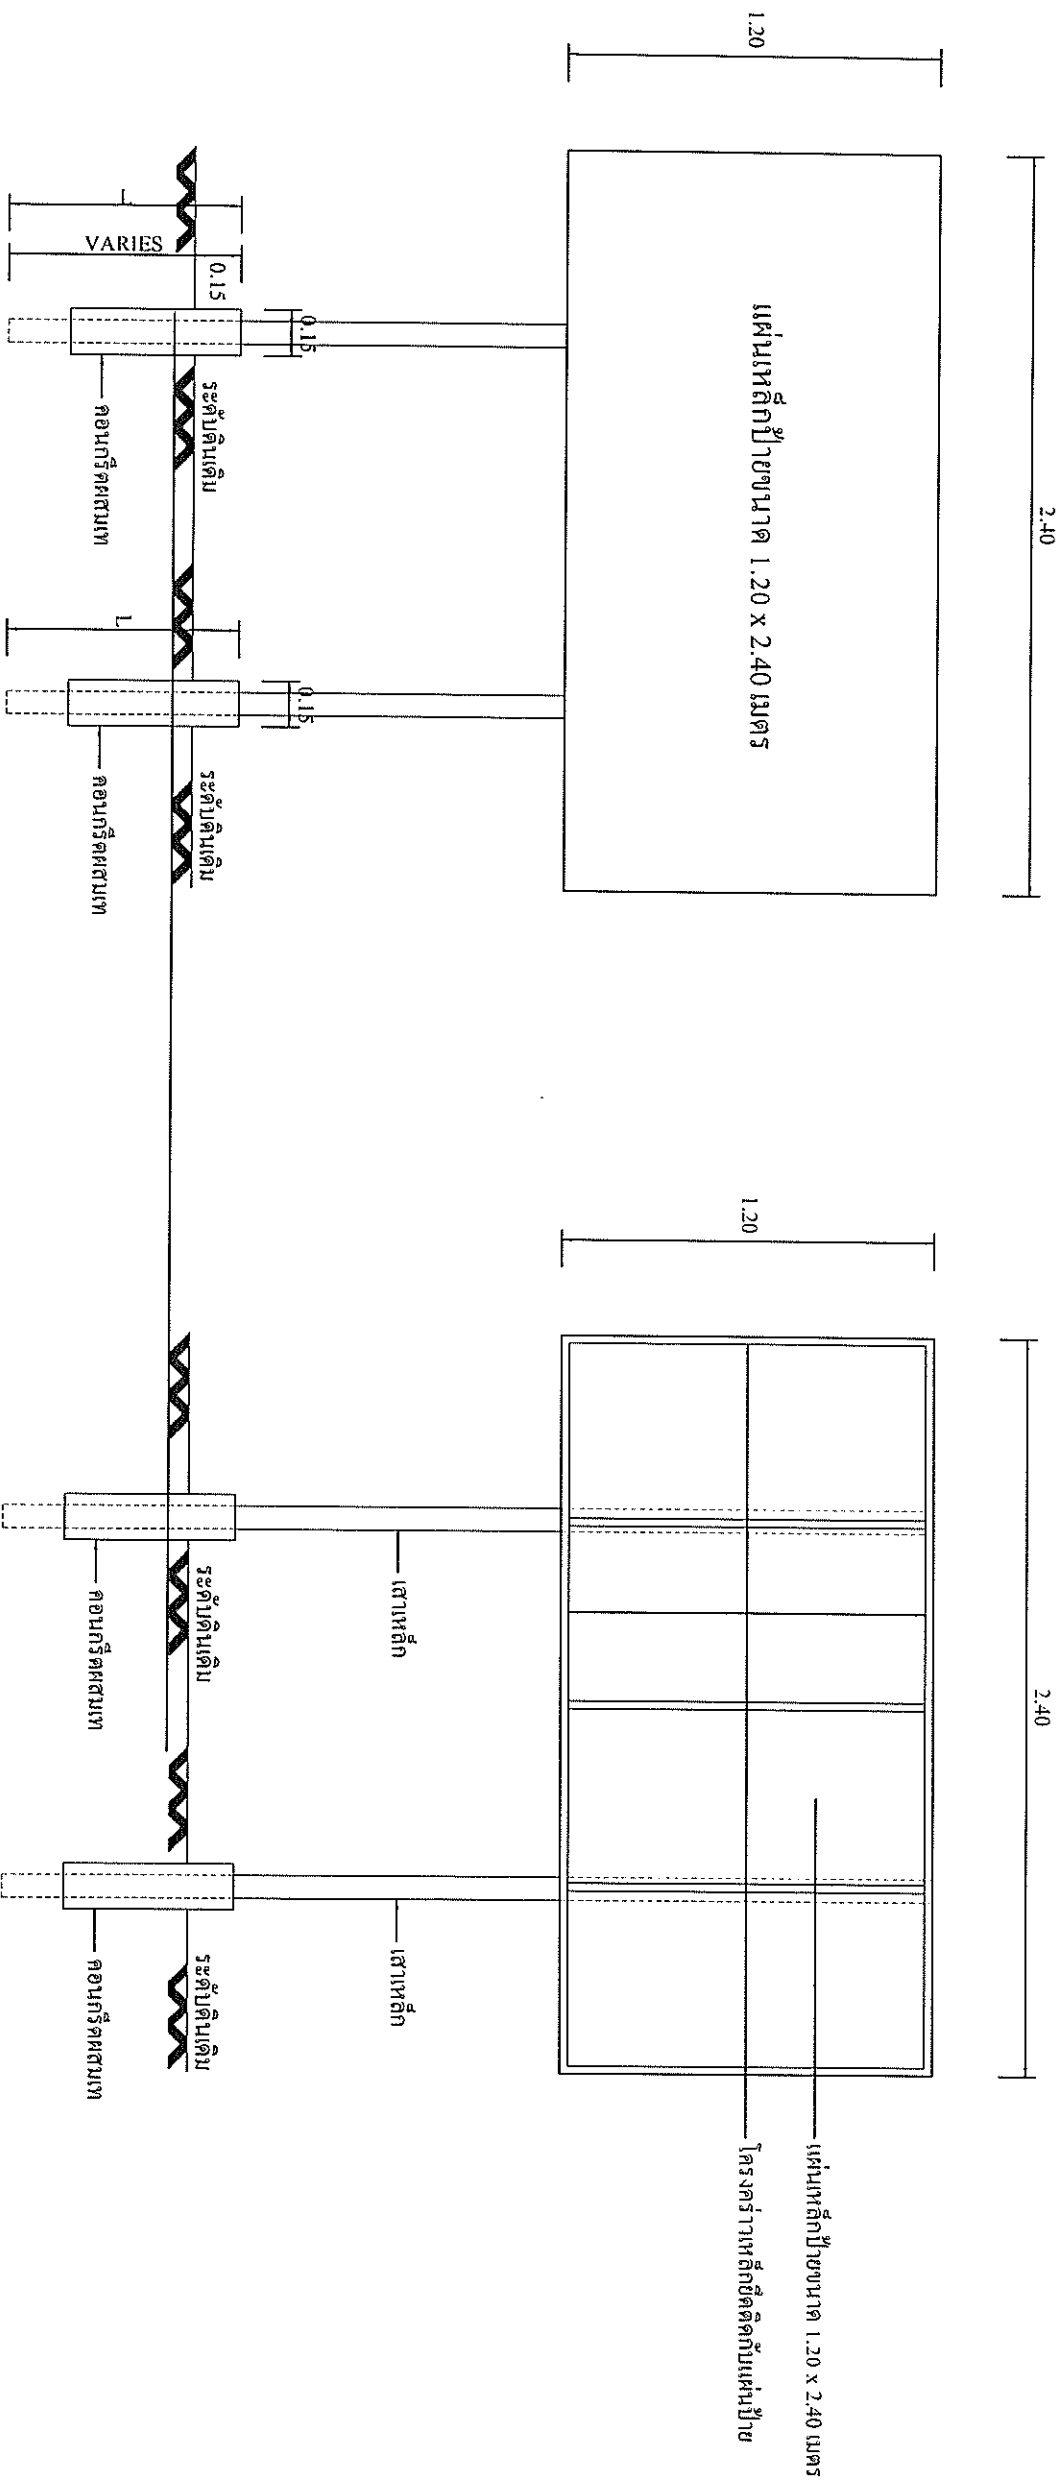 2.40
1.20
แผ่นเหล็กป้ายขนาด 1.20 x 2.40 เมตร
0.15
0.15
0.15
L
VARIES
L
ระดับดินเดิม
ระดับดินเดิม
คอนกรีตผสมเท
คอนกรีตผสมเท
2.40
1.20
แผ่นเหล็กป้ายขนาด 1.20 x 2.40 เมตร
โครงคร่าวเหล็กยึดติดกับแผ่นป้าย
เสาเหล็ก
เสาเหล็ก
ระดับดินเดิม
ระดับดินเดิม
คอนกรีตผสมเท
คอนกรีตผสมเท